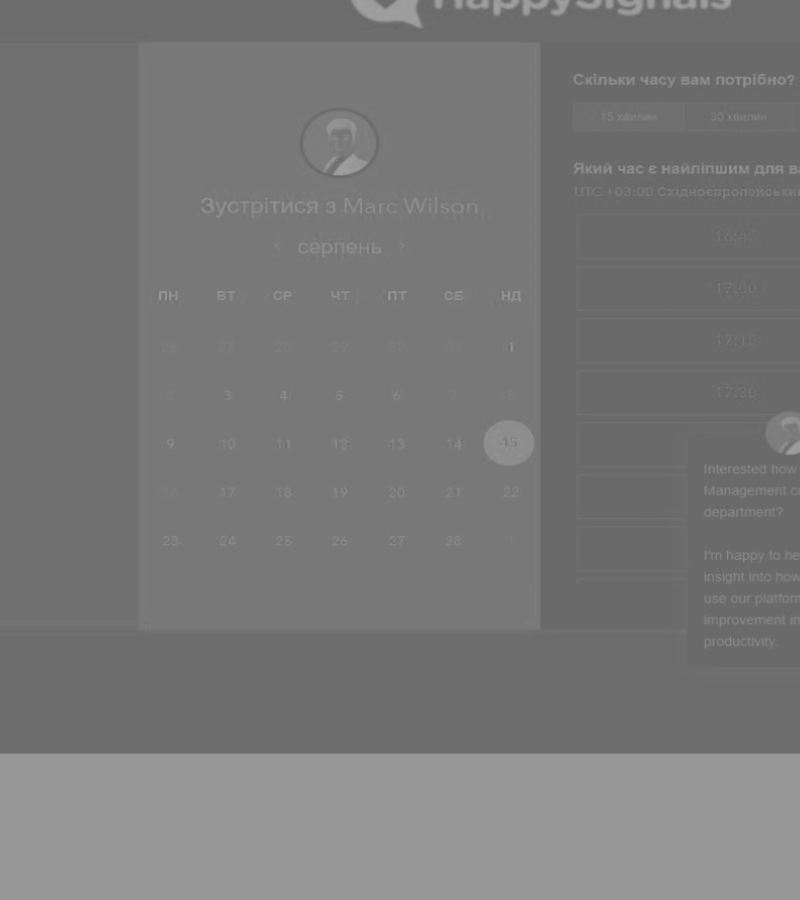 HappySignals
Зустрітися з Marc Wilson
< серпень >
ПН ВТ СР ЧТ ПТ СБ НД
26 27 28 29 30 31 1
2 3 4 5 6 7 8
9 10 11 12 13 14 15
16 17 18 19 20 21 22
23 24 25 26 27 28 1
Скільки часу вам потрібно?
15 хвилин 30 хвилин
Який час є найліпшим для
UTC +03:00 Східноєвропейськи
16:45
17:00
17:15
17:30
Interested how
Management
department?
I'm happy to
insight into how
use our platfor
improvement in
productivity.